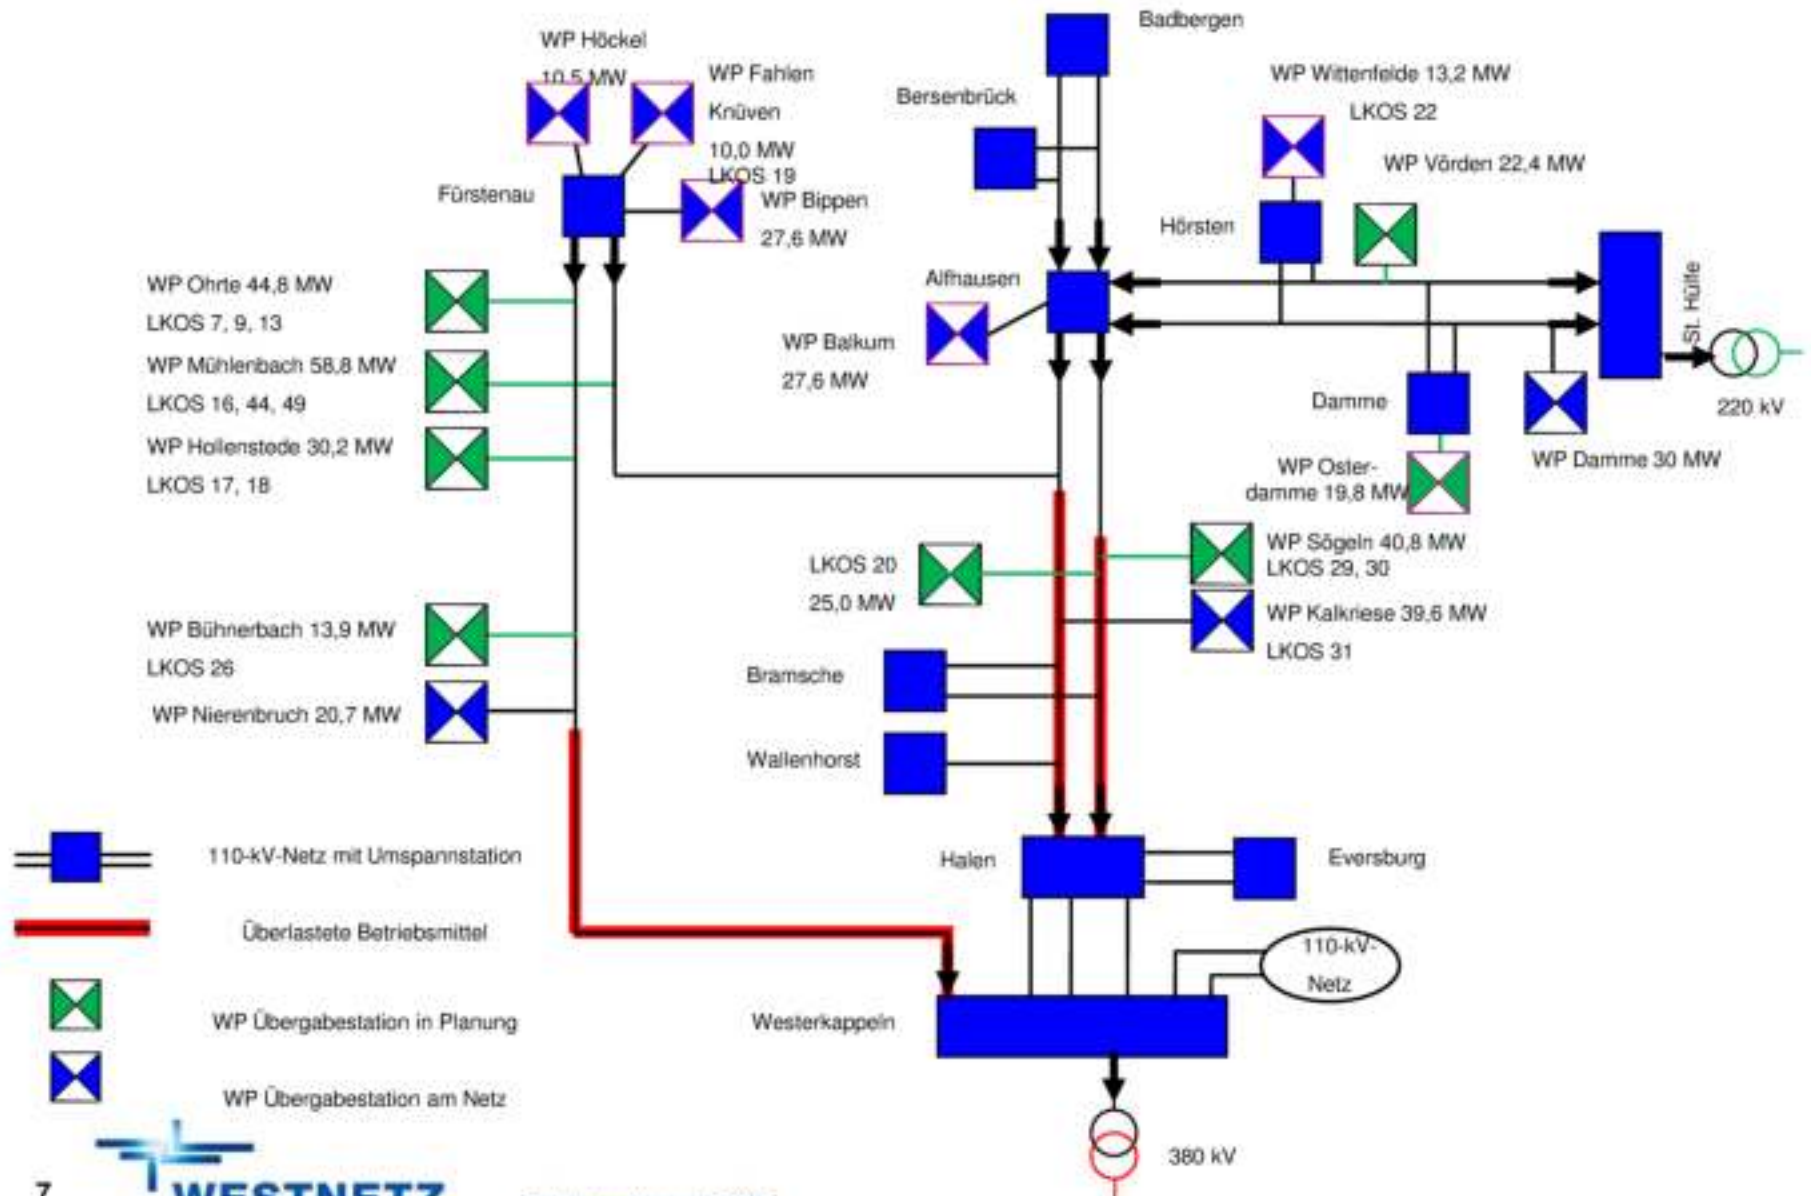 WP Höckel
10,5 MW
WP Fahlen
Knüven
10,0 MW
LKOS 19
Fürstenau
WP Bippen
27,6 MW
Badbergen
Bersenbrück
WP Wittenfelde 13,2 MW
LKOS 22
WP Vörden 22,4 MW
Hörsten
Alfhausen
WP Balkum
27,6 MW
St. Hülfe
220 kV
Damme
WP Damme 30 MW
WP Oster-
damme 19,8 MW
WP Ohrte 44,8 MW
LKOS 7, 9, 13
WP Mühlenbach 58,8 MW
LKOS 16, 44, 49
WP Hollenstede 30,2 MW
LKOS 17, 18
LKOS 20
25,0 MW
WP Sögeln 40,8 MW
LKOS 29, 30
WP Kalkriese 39,6 MW
LKOS 31
WP Bühnerbach 13,9 MW
LKOS 26
WP Nierenbruch 20,7 MW
Bramsche
Wallenhorst
Halen
Eversburg
110-kV-
Netz
Westerkappeln
380 kV
110-kV-Netz mit Umspannstation
Überlastete Betriebsmittel
WP Übergabestation in Planung
WP Übergabestation am Netz
7
WESTNETZ